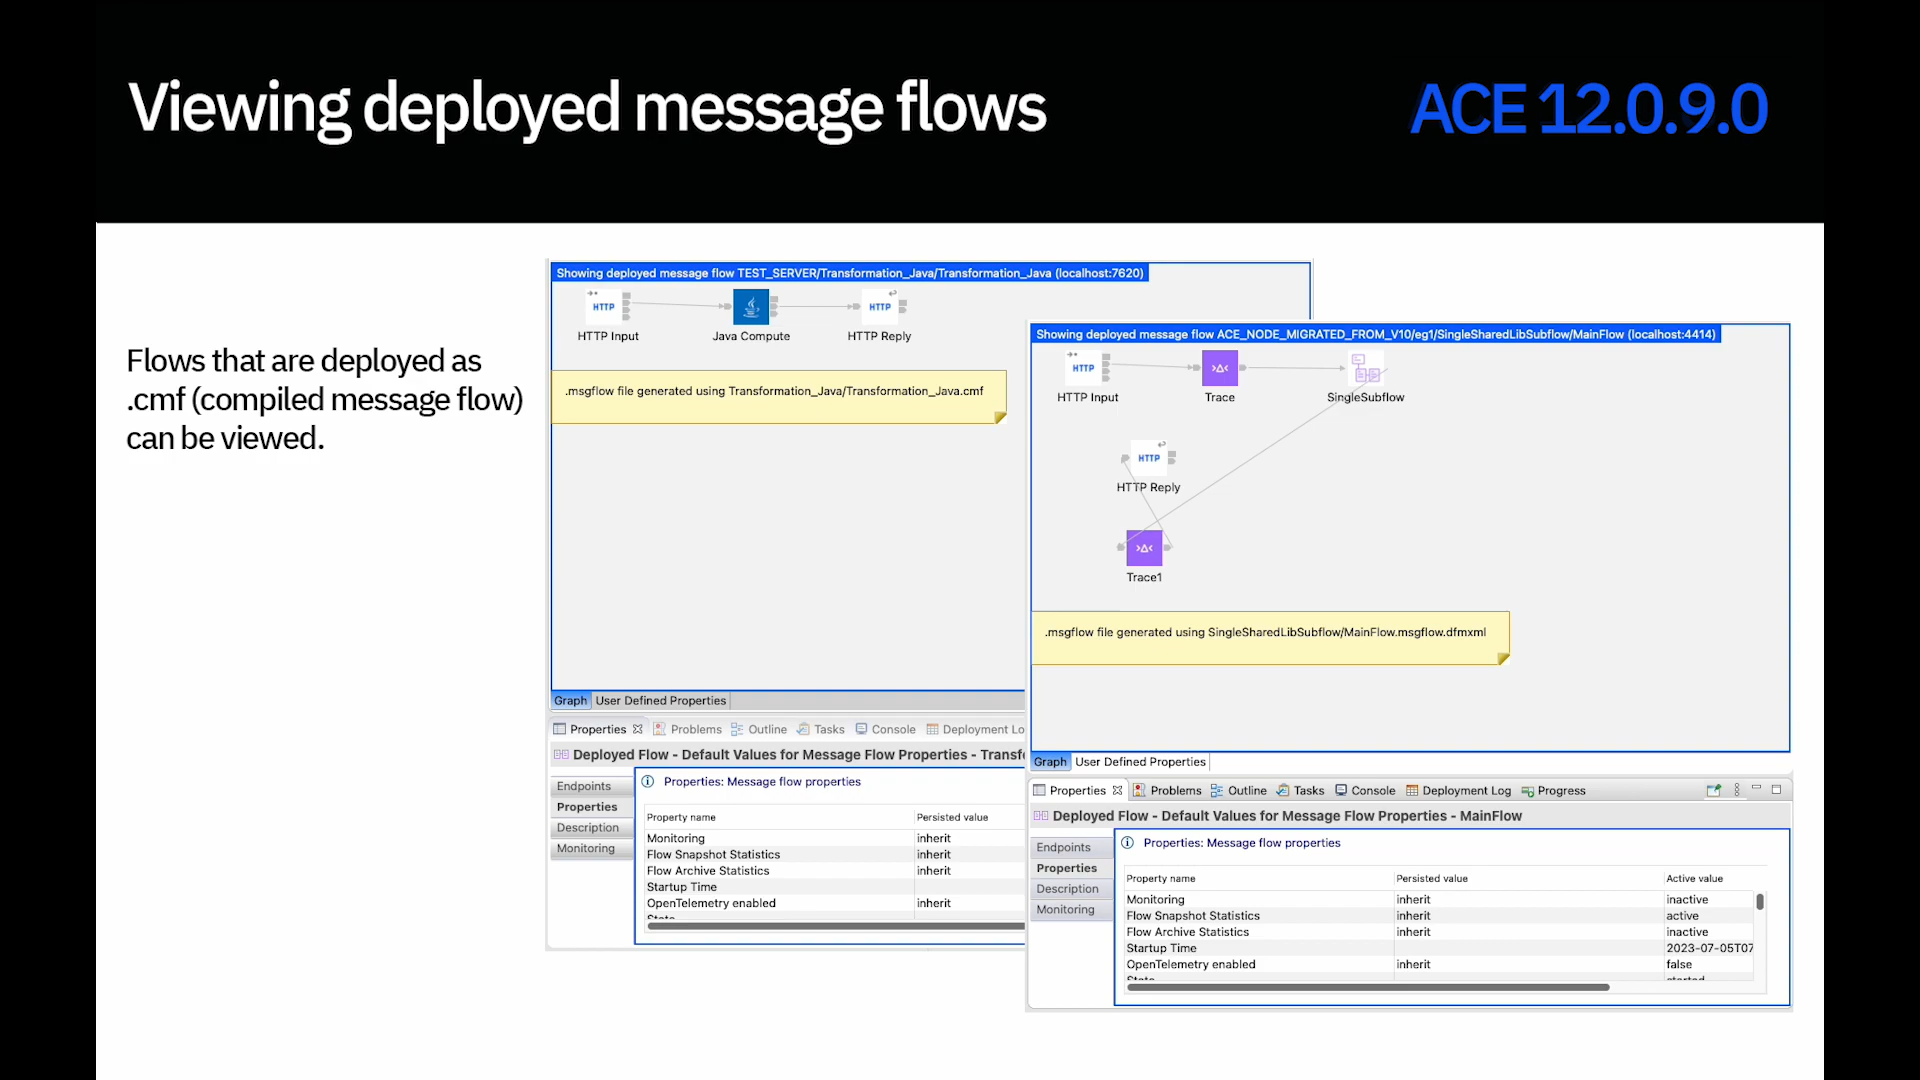 Viewing deployed message flows
ACE 12.0.9.0
Flows that are deployed as
.cmf (compiled message flow)
can be viewed.
Showing deployed message flow TEST_SERVER/Transformation_Java/Transformation_Java (localhost:7620)
HTTP
HTTP
HTTP Input
Java Compute
HTTP Reply
.msgflow file generated using Transformation_Java/Transformation_Java.cmf
Graph
User Defined Properties
Properties
Problems
Outline
Tasks
Console
Deployment Lo
Deployed Flow - Default Values for Message Flow Properties - Transf
Endpoints
Properties
Description
Monitoring
Properties: Message flow properties
Property name Persisted value
Monitoring inherit
Flow Snapshot Statistics inherit
Flow Archive Statistics inherit
Startup Time
OpenTelemetry enabled inherit
State
Showing deployed message flow ACE_NODE_MIGRATED_FROM_V10/eg1/SingleSharedLibSubflow/MainFlow (localhost:4414)
HTTP
HTTP Input
Trace
SingleSubflow
HTTP
HTTP Reply
Trace1
.msgflow file generated using SingleSharedLibSubflow/MainFlow.msgflow.dfmxml
Graph
User Defined Properties
Properties
Problems
Outline
Tasks
Console
Deployment Log
Progress
Deployed Flow - Default Values for Message Flow Properties - MainFlow
Endpoints
Properties
Description
Monitoring
Properties: Message flow properties
Property name Persisted value Active value
Monitoring inherit inactive
Flow Snapshot Statistics inherit active
Flow Archive Statistics inherit inactive
Startup Time 2023-07-05T07
OpenTelemetry enabled inherit false
State started